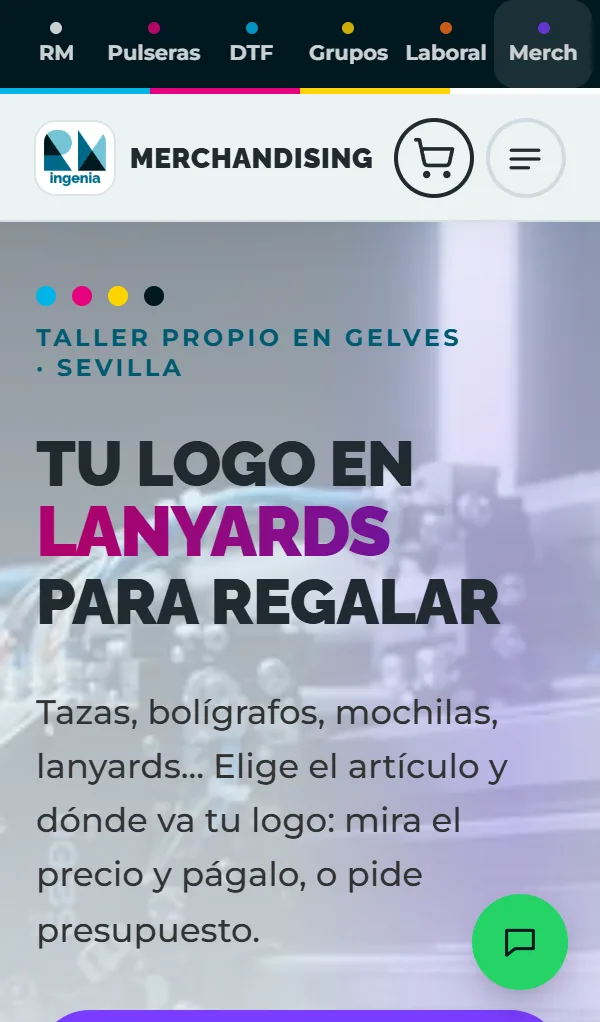 RM Pulseras DTF Grupos Laboral Merch
RM
ingenia
MERCHANDISING
TALLER PROPIO EN GELVES
· SEVILLA
TU LOGO EN
LANYARDS
PARA REGALAR
Tazas, bolígrafos, mochilas,
lanyards... Elige el artículo y
dónde va tu logo: mira el
precio y págalo, o pide
presupuesto.